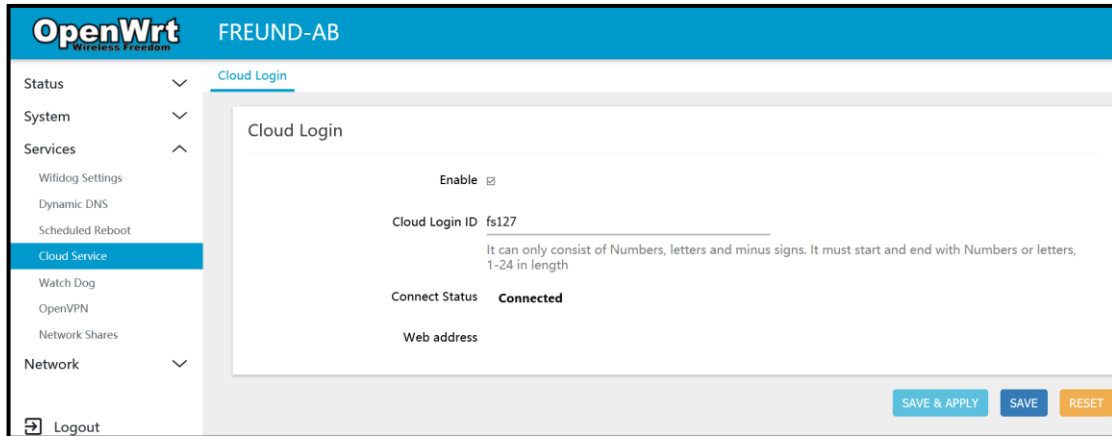 OpenWrt
Wireless Freedom
FREUND-AB
Status
System
Services
Wifidog Settings
Dynamic DNS
Scheduled Reboot
Cloud Service
Watch Dog
OpenVPN
Network Shares
Network
Logout
Cloud Login
Cloud Login
Enable
Cloud Login ID fs127
It can only consist of Numbers, letters and minus signs. It must start and end with Numbers or letters,
1-24 in length
Connect Status Connected
Web address
SAVE & APPLY SAVE RESET